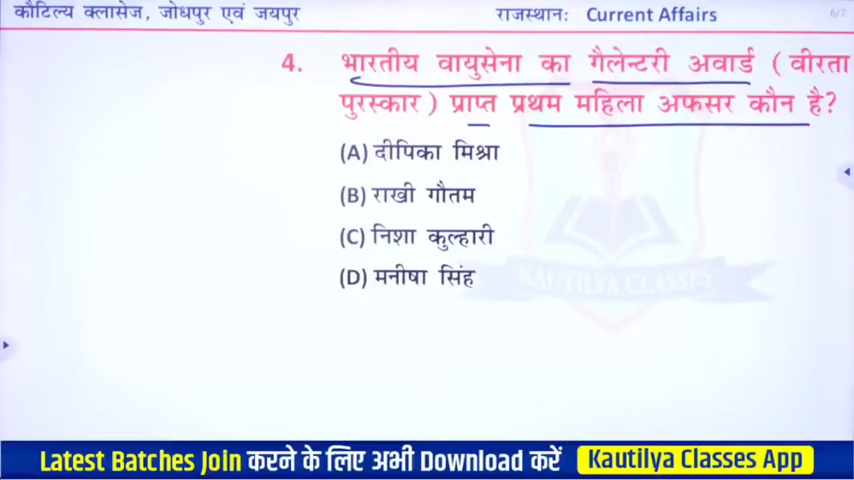 कौटिल्य क्लासेज, जोधपुर एवं जयपुर
राजस्थानः Current Affairs
6/7
4. भारतीय वायुसेना का गैलेन्टरी अवार्ड ( वीरता
पुरस्कार ) प्राप्त प्रथम महिला अफसर कौन है?
(A) दीपिका मिश्रा
(B) राखी गौतम
(C) निशा कुल्हारी
(D) मनीषा सिंह
KAUTILYA CLASSES
Latest Batches Join करने के लिए अभी Download करें Kautilya Classes App